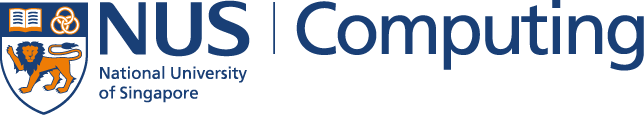 NUS | Computing
National University
of Singapore